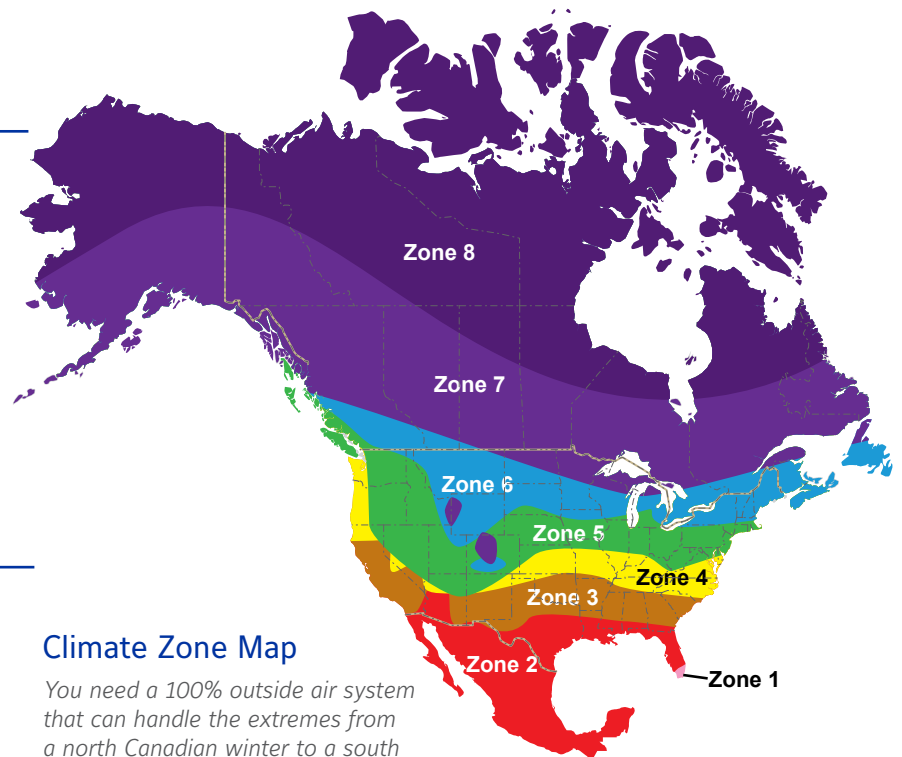 Zone 8
Zone 7
Zone 6
Zone 5
Zone 4
Zone 3
Zone 2
Zone 1
Climate Zone Map
You need a 100% outside air system
that can handle the extremes from
a north Canadian winter to a south